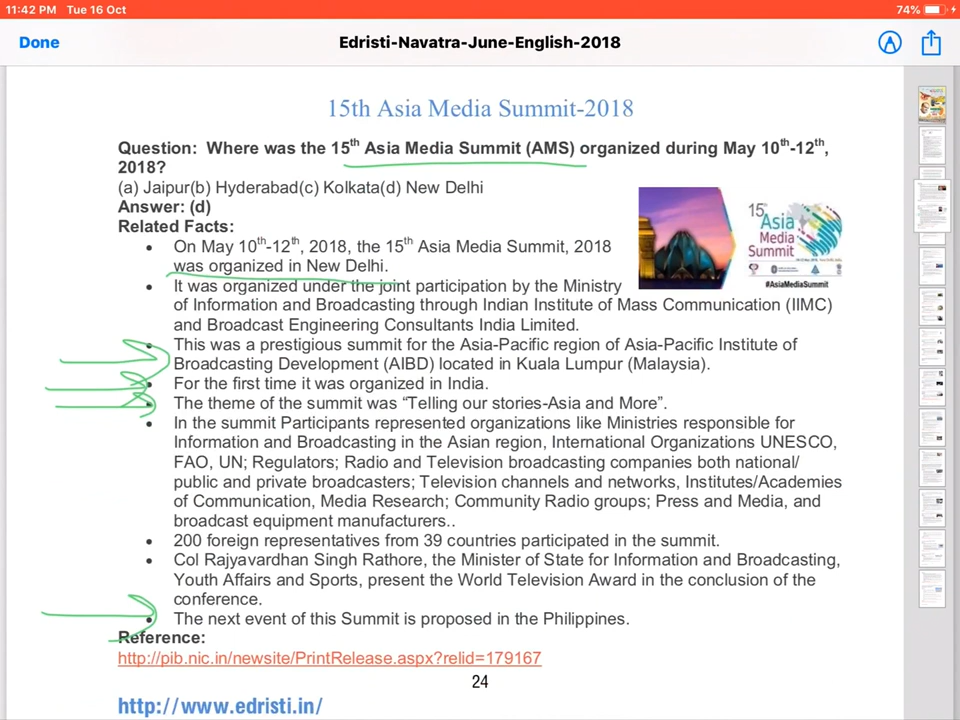 11:42 PM Tue 16 Oct
74%
Done
Edristi-Navatra-June-English-2018
15th Asia Media Summit-2018
Question: Where was the 15th Asia Media Summit (AMS) organized during May 10th-12th,
2018?
(a) Jaipur(b) Hyderabad(c) Kolkata(d) New Delhi
Answer: (d)
Related Facts:
• On May 10th-12th, 2018, the 15th Asia Media Summit, 2018
was organized in New Delhi.
• It was organized under the joint participation by the Ministry
of Information and Broadcasting through Indian Institute of Mass Communication (IIMC)
and Broadcast Engineering Consultants India Limited.
• This was a prestigious summit for the Asia-Pacific region of Asia-Pacific Institute of
Broadcasting Development (AIBD) located in Kuala Lumpur (Malaysia).
• For the first time it was organized in India.
• The theme of the summit was “Telling our stories-Asia and More”.
• In the summit Participants represented organizations like Ministries responsible for
Information and Broadcasting in the Asian region, International Organizations UNESCO,
FAO, UN; Regulators; Radio and Television broadcasting companies both national/
public and private broadcasters; Television channels and networks, Institutes/Academies
of Communication, Media Research; Community Radio groups; Press and Media, and
broadcast equipment manufacturers..
• 200 foreign representatives from 39 countries participated in the summit.
• Col Rajyavardhan Singh Rathore, the Minister of State for Information and Broadcasting,
Youth Affairs and Sports, present the World Television Award in the conclusion of the
conference.
• The next event of this Summit is proposed in the Philippines.
Reference:
http://pib.nic.in/newsite/PrintRelease.aspx?relid=179167
24
http://www.edristi.in/
15th
Asia
Media
Summit
#AsiaMediaSummit